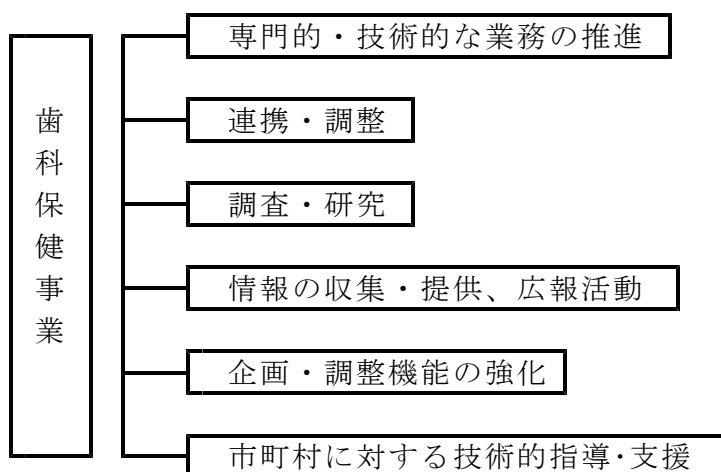 歯科保健事業
専門的・技術的な業務の推進
連携・調整
調査・研究
情報の収集・提供、広報活動
企画・調整機能の強化
市町村に対する技術的指導・支援